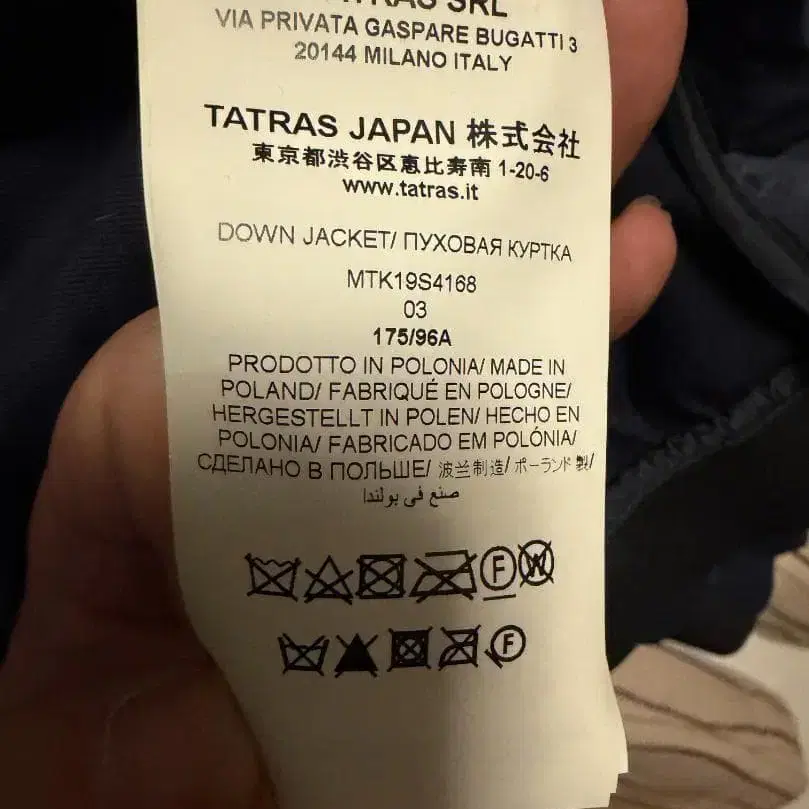 TATRAS SRL
VIA PRIVATA GASPARE BUGATTI 3
20144 MILANO ITALY
TATRAS JAPAN 株式会社
東京都渋谷区恵比寿南 1-20-6
www.tatras.it
DOWN JACKET/ ПУХОВАЯ КУРТКА
MTK19S4168
03
175/96A
PRODOTTO IN POLONIA/ MADE IN
POLAND/ FABRIQUÉ EN POLOGNE/
HERGESTELLT IN POLEN/ HECHO EN
POLONIA/ FABRICADO EM POLÓNIA/
СДЕЛАНО В ПОЛЬШЕ/ 波兰制造/ ポーランド 製/
صنع في بولندا
F W
F